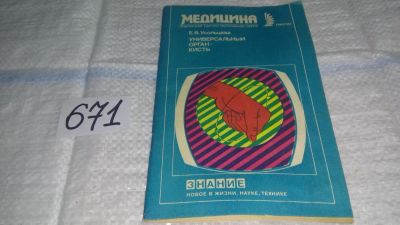 МЕДИЦИНА
Е.В.Усольцева
УНИВЕРСАЛЬНЫЙ
ОРГАН -
КИСТЬ
671
ЗНАНИЕ
НОВОЕ В ЖИЗНИ, НАУКЕ, ТЕХНИКЕ